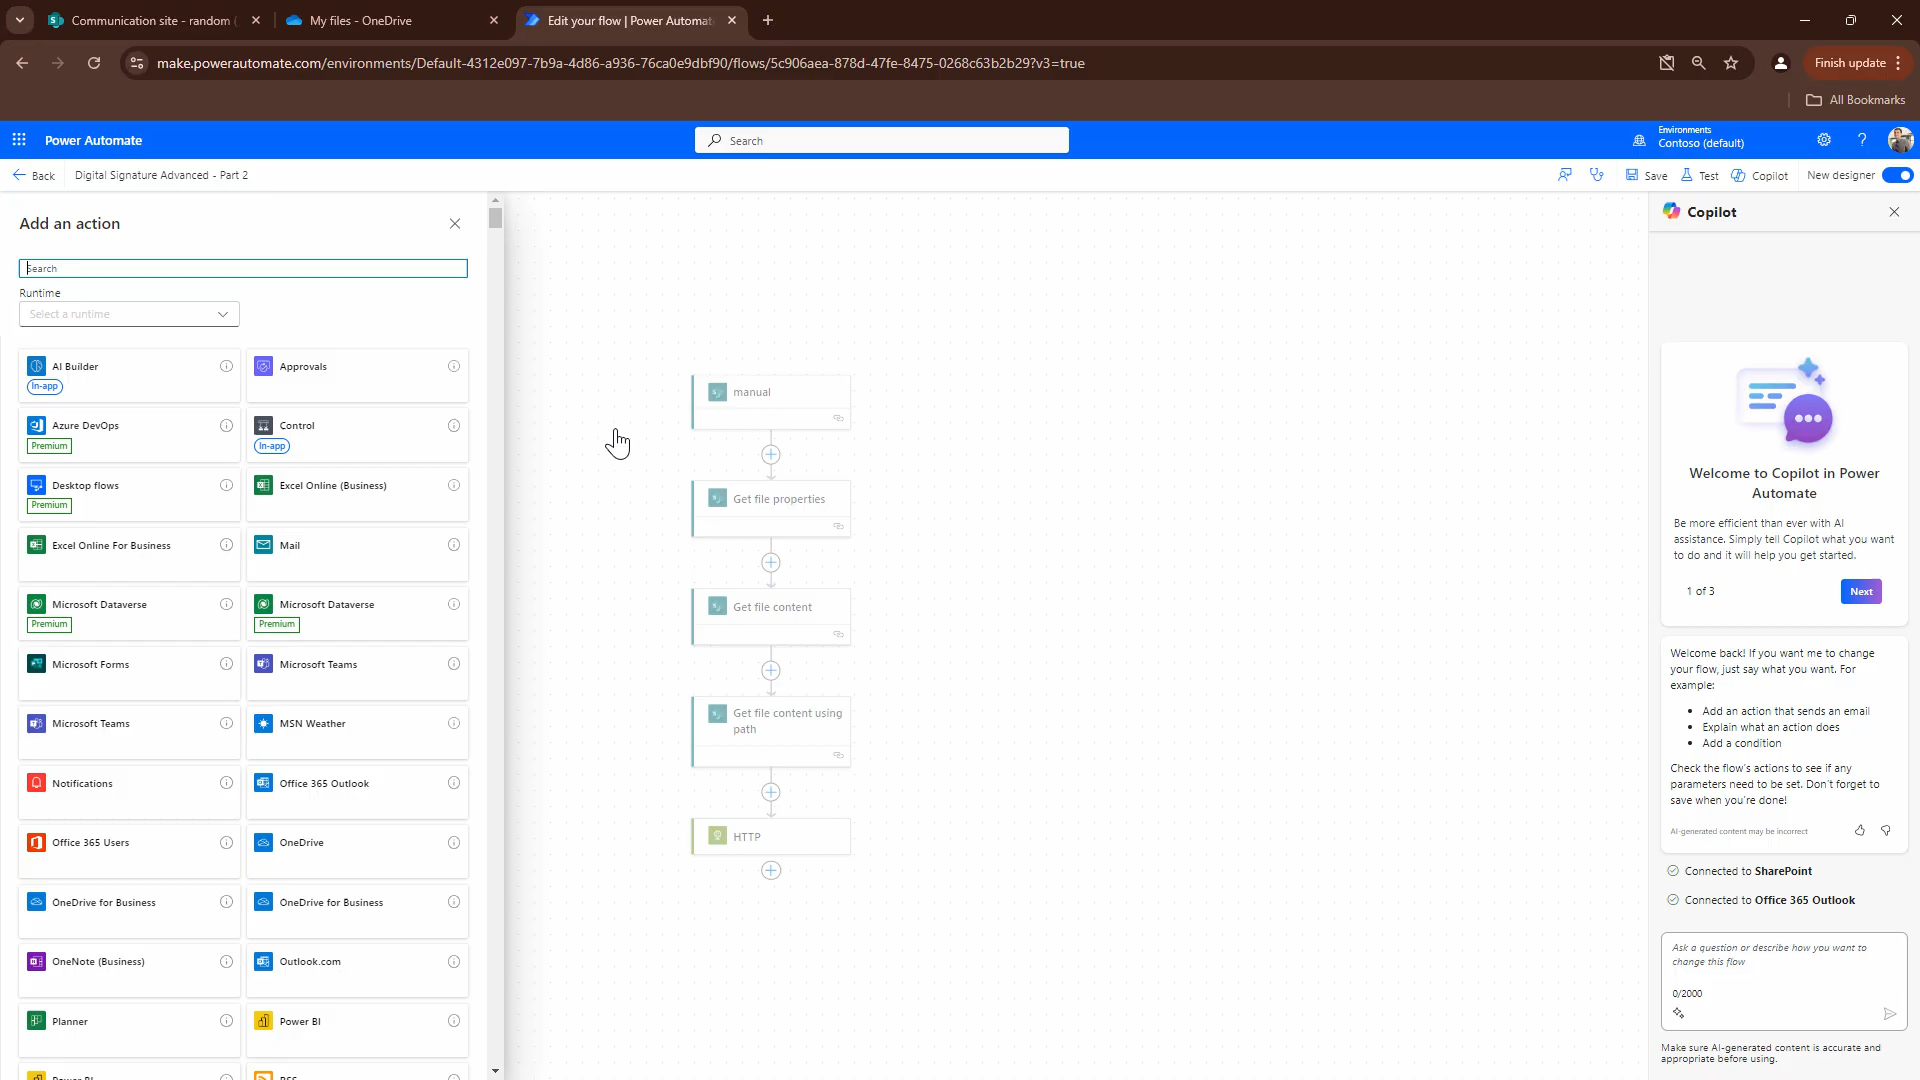 Communication site - random (
My files - OneDrive
Edit your flow | Power Automat
make.powerautomate.com/environments/Default-4312e097-7b9a-4d86-a936-76ca0e9dbf90/flows/5c906aea-878d-47fe-8475-0268c63b2b29?v3=true
Finish update
All Bookmarks
Power Automate
Search
Environments
Contoso (default)
Back
Digital Signature Advanced - Part 2
Save
Test
Copilot
New designer
Add an action
Search
Runtime
Select a runtime
AI Builder
In-app
Approvals
Azure DevOps
Premium
Control
In-app
Desktop flows
Premium
Excel Online (Business)
Excel Online For Business
Mail
Microsoft Dataverse
Premium
Microsoft Dataverse
Premium
Microsoft Forms
Microsoft Teams
Microsoft Teams
MSN Weather
Notifications
Office 365 Outlook
Office 365 Users
OneDrive
OneDrive for Business
OneDrive for Business
OneNote (Business)
Outlook.com
Planner
Power BI
manual
Get file properties
Get file content
Get file content using
path
HTTP
Copilot
Welcome to Copilot in Power
Automate
Be more efficient than ever with AI
assistance. Simply tell Copilot what you want
to do and it will help you get started.
1 of 3
Next
Welcome back! If you want me to change
your flow, just say what you want. For
example:
• Add an action that sends an email
• Explain what an action does
• Add a condition
Check the flow's actions to see if any
parameters need to be set. Don't forget to
save when you're done!
AI-generated content may be incorrect
Connected to SharePoint
Connected to Office 365 Outlook
Ask a question or describe how you want to
change this flow
0/2000
Make sure AI-generated content is accurate and
appropriate before using.